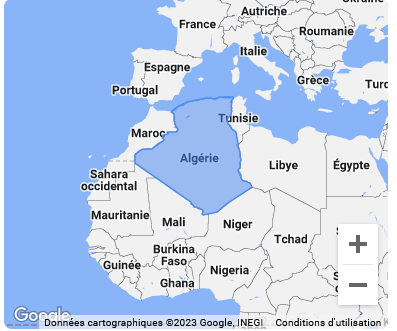 Autriche
France
Roumanie
Italie
Espagne
Portugal
Grèce
Turq
Tunisie
Maroc
Algérie
Libye
Égypte
Sahara
occidental
Mauritanie
Mali
Niger
Tchad
Burkina
Faso
Guinée
Nigeria
Ghana
+
−
Google
Données cartographiques ©2023 Google, INEGI
Conditions d'utilisation